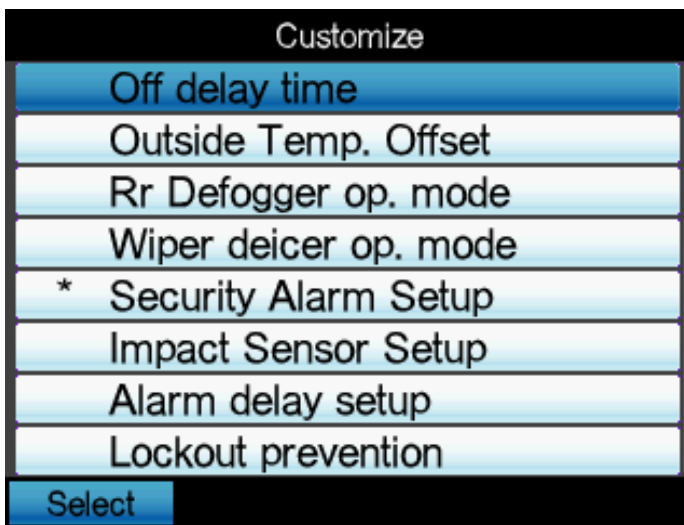 Customize
Off delay time
Outside Temp. Offset
Rr Defogger op. mode
Wiper deicer op. mode
* Security Alarm Setup
Impact Sensor Setup
Alarm delay setup
Lockout prevention
Select